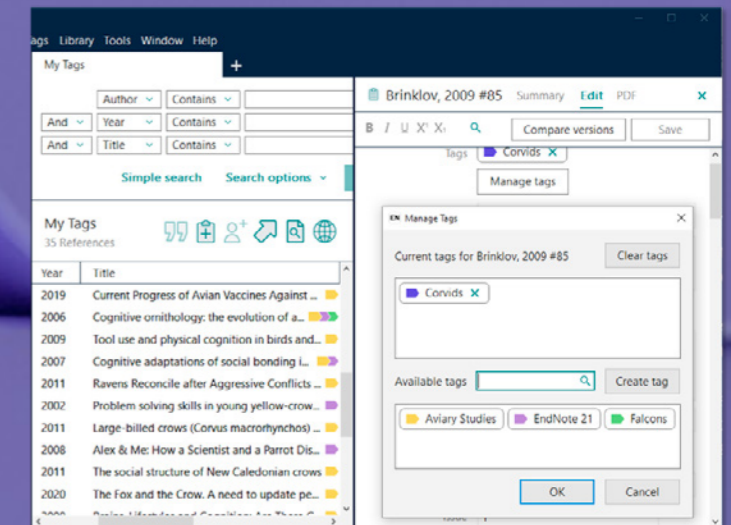 ags Library Tools Window Help
My Tags +
Author Contains
And Year Contains
And Title Contains
Simple search Search options
My Tags
35 References
Year Title
2019 Current Progress of Avian Vaccines Against ...
2006 Cognitive ornithology: the evolution of a...
2009 Tool use and physical cognition in birds and...
2007 Cognitive adaptations of social bonding i...
2011 Ravens Reconcile after Aggressive Conflicts ...
2002 Problem solving skills in young yellow-crow...
2011 Large-billed crows (Corvus macrorhynchos) ...
2008 Alex & Me: How a Scientist and a Parrot Dis...
2011 The social structure of New Caledonian crows
2020 The Fox and the Crow. A need to update pe...
Brinklov, 2009 #85 Summary Edit PDF
B I U X¹ X₁ Compare versions Save
Tags Corvids
Manage tags
EN Manage Tags
Current tags for Brinklov, 2009 #85 Clear tags
Corvids
Available tags Create tag
Aviary Studies EndNote 21 Falcons
OK Cancel